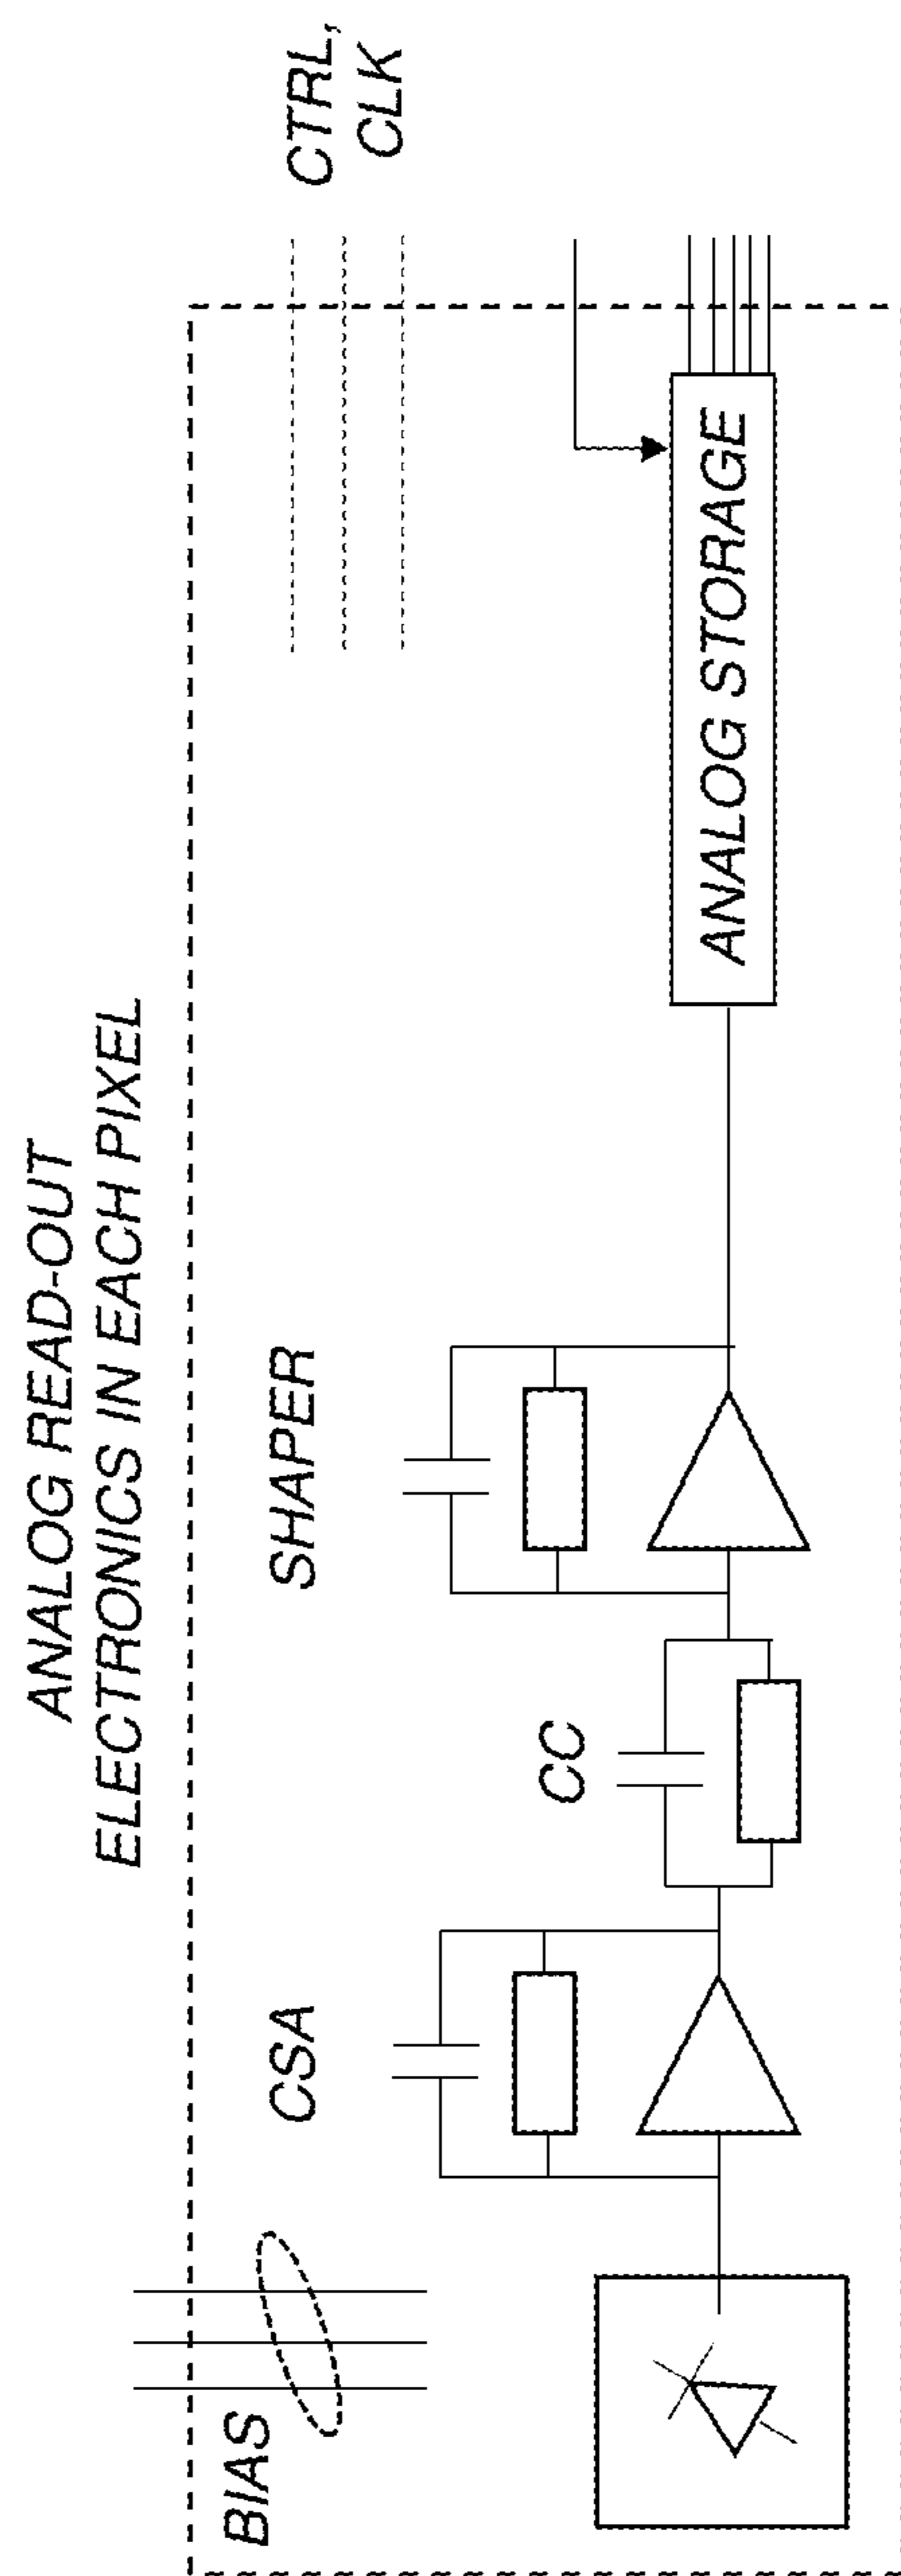 ANALOG READ-OUT
ELECTRONICS IN EACH PIXEL
BIAS
CSA
CC
SHAPER
ANALOG STORAGE
CTRL,
CLK